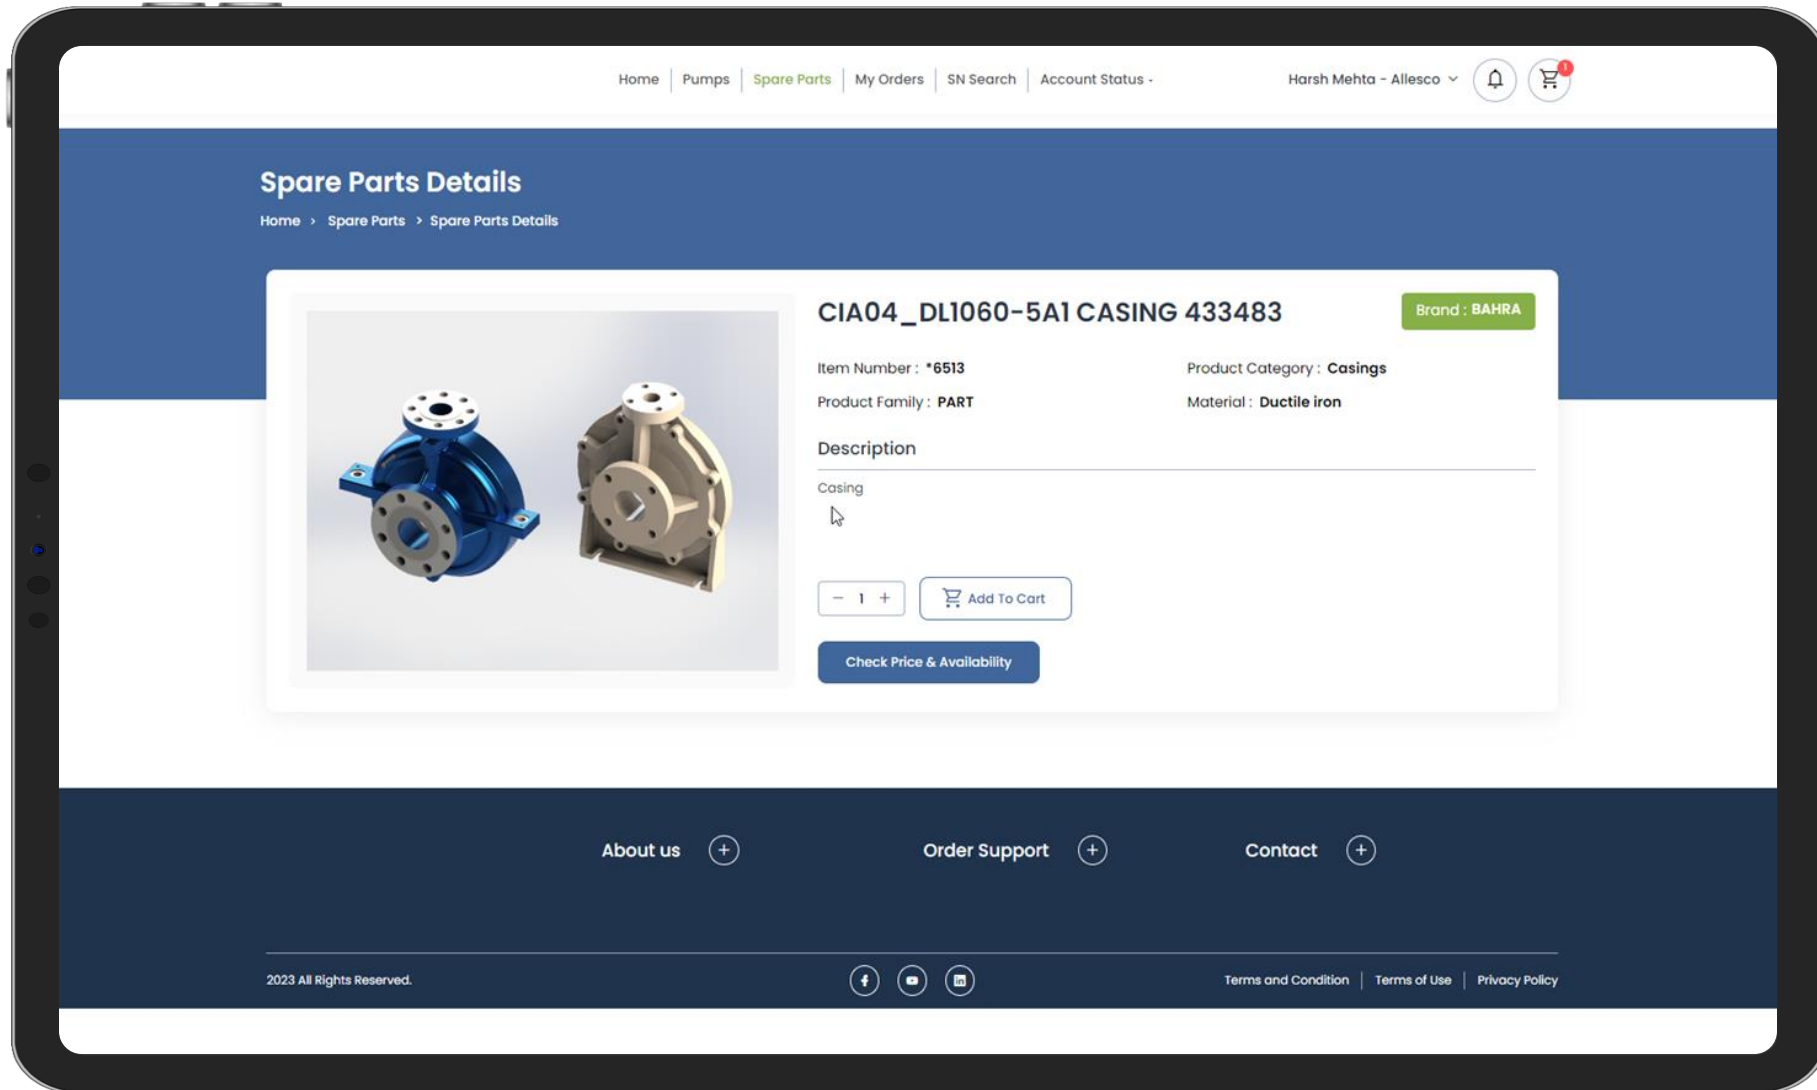 Home Pumps Spare Parts My Orders SN Search Account Status - Harsh Mehta - Allesco 1
Spare Parts Details
Home > Spare Parts > Spare Parts Details
CIA04_DL1060-5A1 CASING 433483
Brand : BAHRA
Item Number : *6513 Product Category : Casings
Product Family : PART Material : Ductile iron
Description
Casing
− 1 + Add To Cart
Check Price & Availability
About us + Order Support + Contact +
2023 All Rights Reserved. f in Terms and Condition | Terms of Use | Privacy Policy